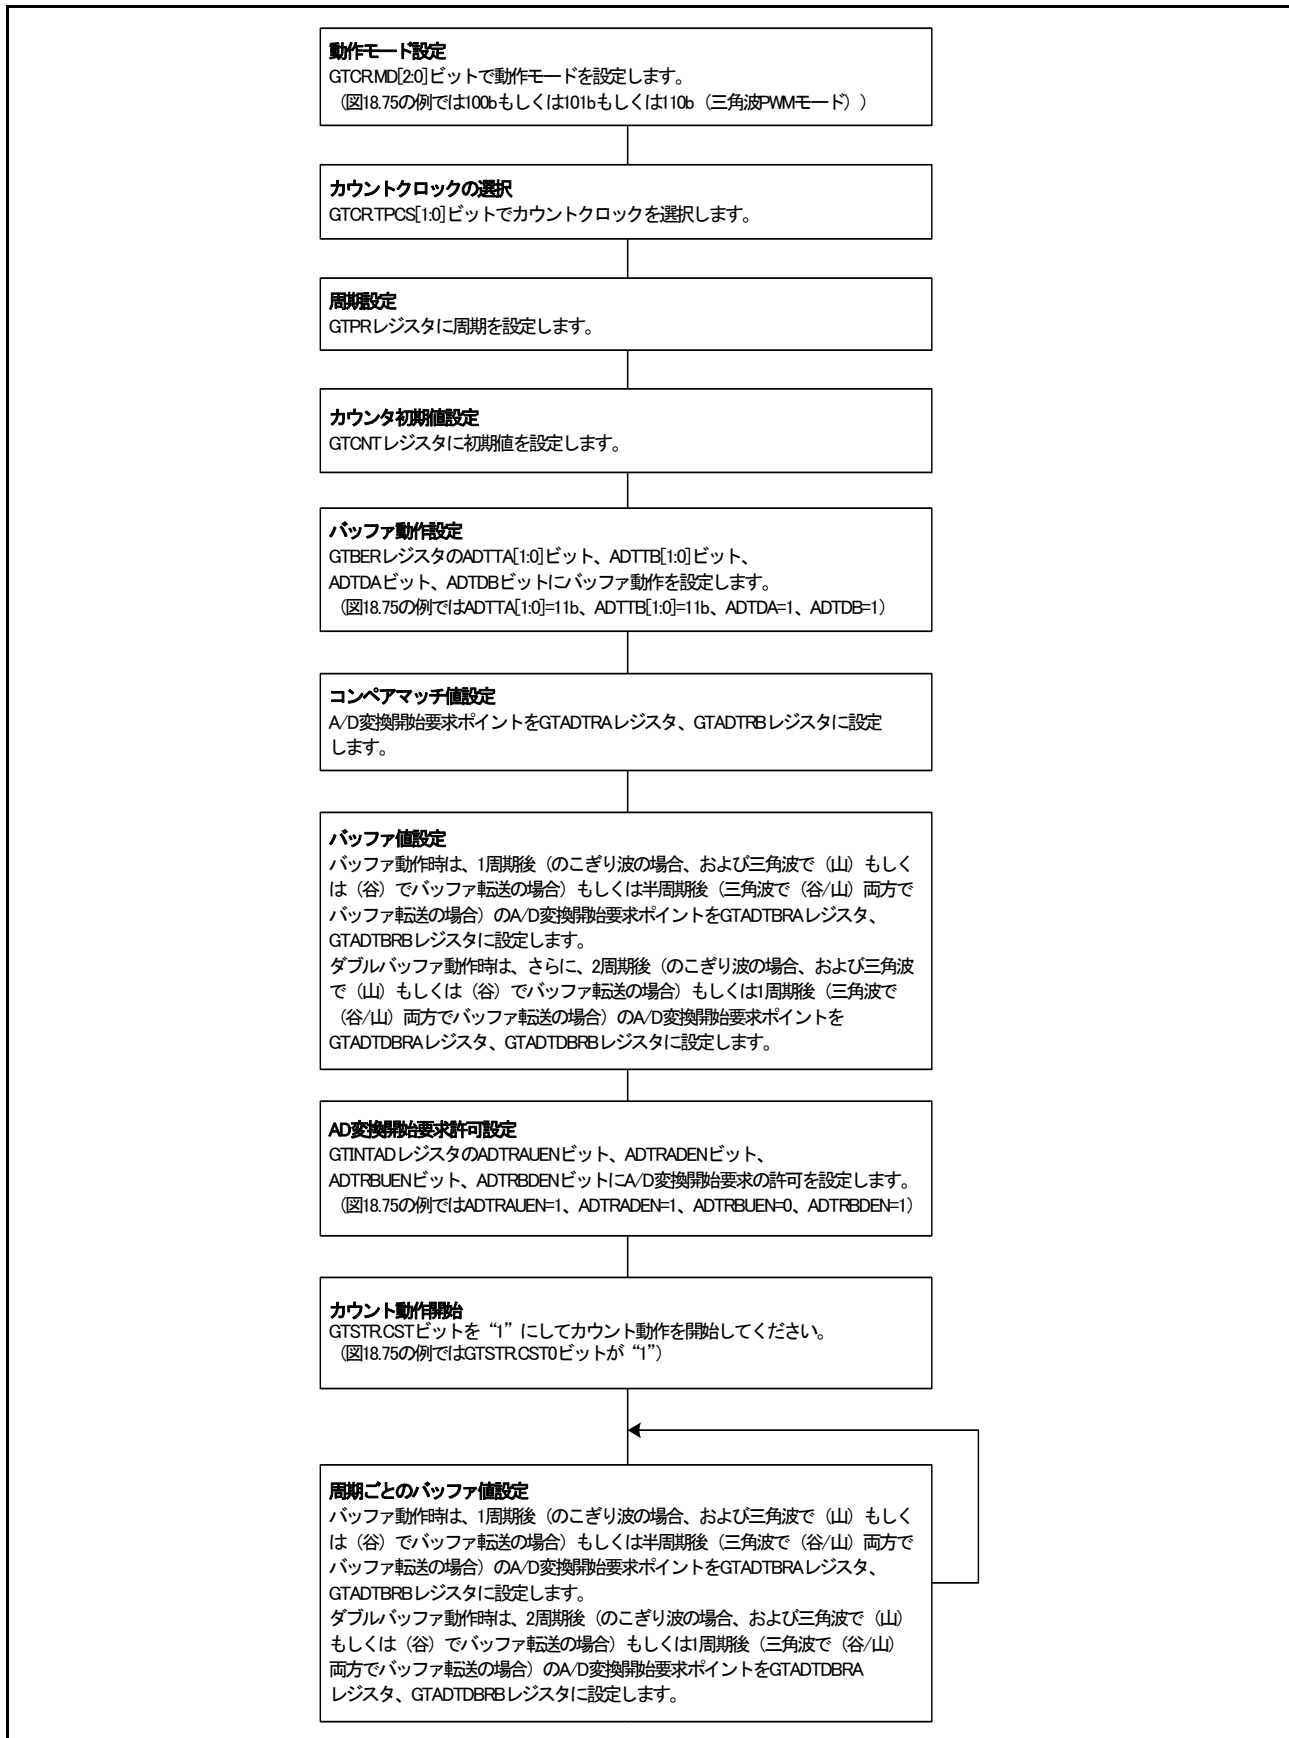 動作モード設定
GTCR.MD[2:0]ビットで動作モードを設定します。
（図18.75の例では100bもしくは101bもしくは110b（三角波PWMモード））
カウントクロックの選択
GTCR.TPCS[1:0]ビットでカウントクロックを選択します。
周期設定
GTPRレジスタに周期を設定します。
カウンタ初期値設定
GTCNTレジスタに初期値を設定します。
バッファ動作設定
GTBERレジスタのADTTA[1:0]ビット、ADTTB[1:0]ビット、
ADTDAビット、ADTDBビットにバッファ動作を設定します。
（図18.75の例ではADTTA[1:0]=11b、ADTTB[1:0]=11b、ADTDA=1、ADTDB=1）
コンペアマッチ値設定
A/D変換開始要求ポイントをGTADTRAレジスタ、GTADTRBレジスタに設定
します。
バッファ値設定
バッファ動作時は、1周期後（のこぎり波の場合、および三角波で（山）もしく
は（谷）でバッファ転送の場合）もしくは半周期後（三角波で（谷/山）両方で
バッファ転送の場合）のA/D変換開始要求ポイントをGTADTBRAレジスタ、
GTADTBRBレジスタに設定します。
ダブルバッファ動作時は、さらに、2周期後（のこぎり波の場合、および三角波
で（山）もしくは（谷）でバッファ転送の場合）もしくは1周期後（三角波で
（谷/山）両方でバッファ転送の場合）のA/D変換開始要求ポイントを
GTADTDBRAレジスタ、GTADTDBRBレジスタに設定します。
AD変換開始要求許可設定
GTINTADレジスタのADTRAUENビット、ADTRADENビット、
ADTRBUENビット、ADTRBDENビットにA/D変換開始要求の許可を設定します。
（図18.75の例ではADTRAUEN=1、ADTRADEN=1、ADTRBUEN=0、ADTRBDEN=1）
カウント動作開始
GTSTR.CSTビットを“1”にしてカウント動作を開始してください。
（図18.75の例ではGTSTR.CST0ビットが“1”）
周期ごとのバッファ値設定
バッファ動作時は、1周期後（のこぎり波の場合、および三角波で（山）もしく
は（谷）でバッファ転送の場合）もしくは半周期後（三角波で（谷/山）両方で
バッファ転送の場合）のA/D変換開始要求ポイントをGTADTBRAレジスタ、
GTADTBRBレジスタに設定します。
ダブルバッファ動作時は、2周期後（のこぎり波の場合、および三角波で（山）
もしくは（谷）でバッファ転送の場合）もしくは1周期後（三角波で（谷/山）
両方でバッファ転送の場合）のA/D変換開始要求ポイントをGTADTDBRA
レジスタ、GTADTDBRBレジスタに設定します。